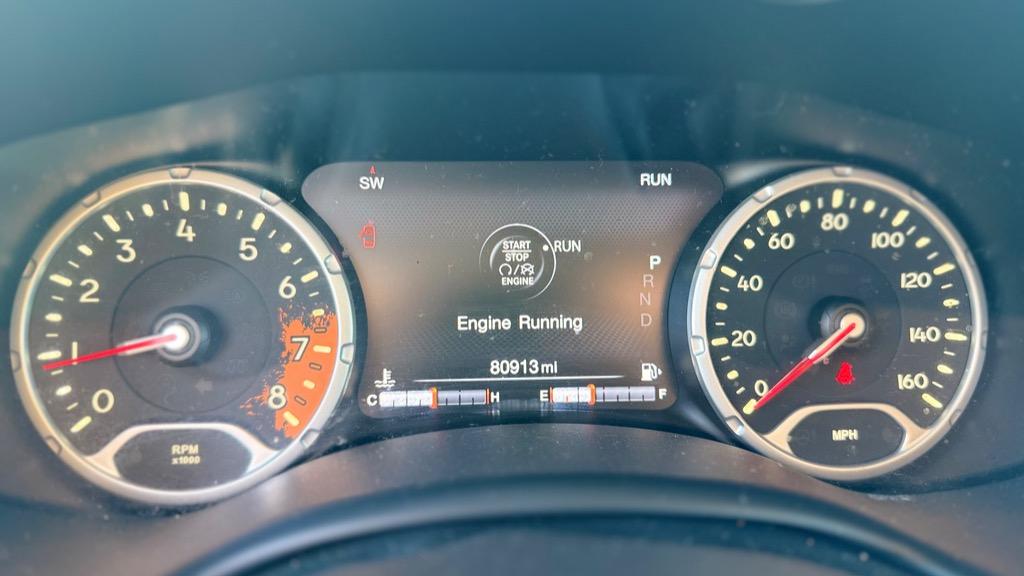 SW
RUN
START
STOP
ENGINE
RUN
P
R
N
D
Engine Running
80913 mi
C
H
E
F
0
1
2
3
4
5
6
7
8
RPM
x1000
0
20
40
60
80
100
120
140
160
MPH